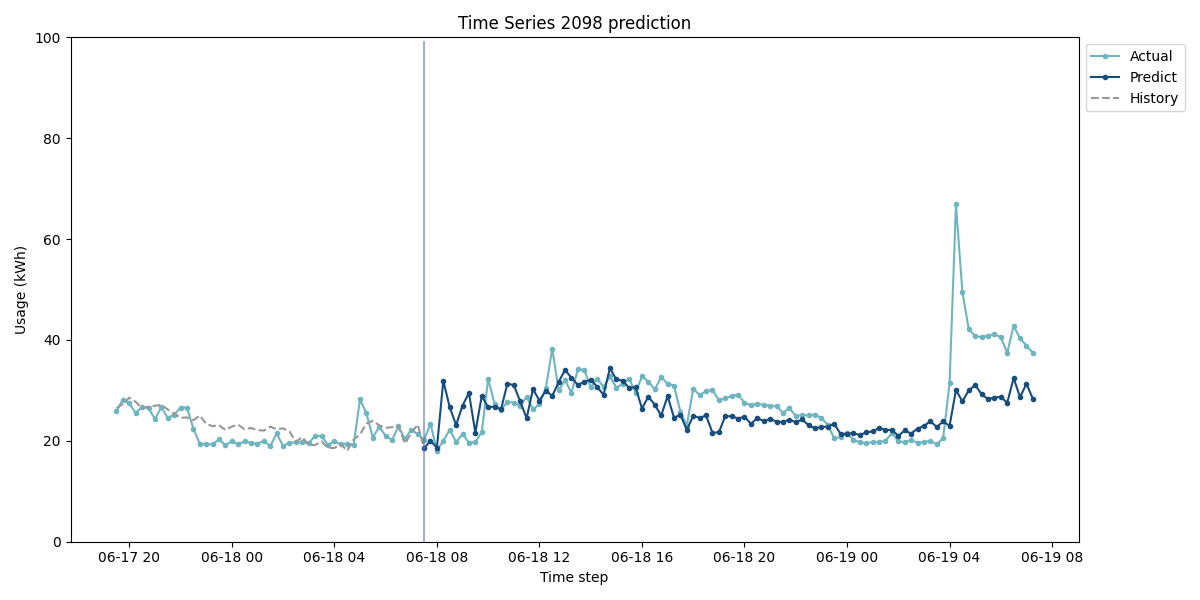 Time Series 2098 prediction
Usage (kWh)
100
80
60
40
20
0
06-17 20
06-18 00
06-18 04
06-18 08
06-18 12
06-18 16
06-18 20
06-19 00
06-19 04
06-19 08
Time step
Actual
Predict
History